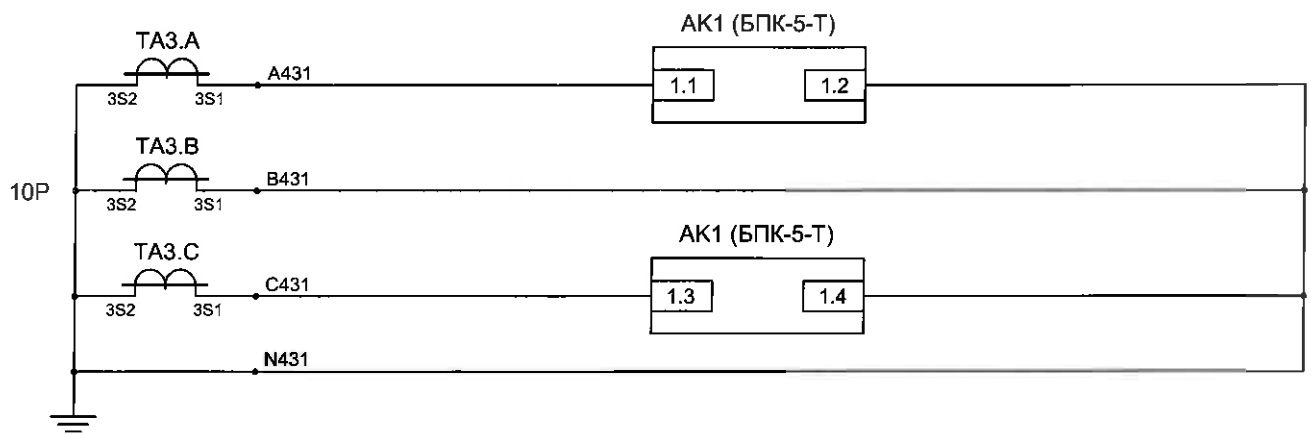 AK1 (БПК-5-Т)
TA3.A
A431
3S2 3S1
1.1 1.2
TA3.B
10P
B431
3S2 3S1
AK1 (БПК-5-Т)
TA3.C
C431
3S2 3S1
1.3 1.4
N431